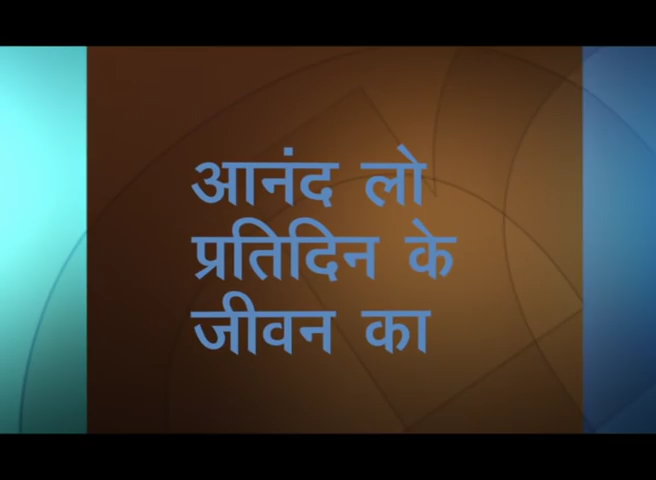 आनंद लो
प्रतिदिन के
जीवन का